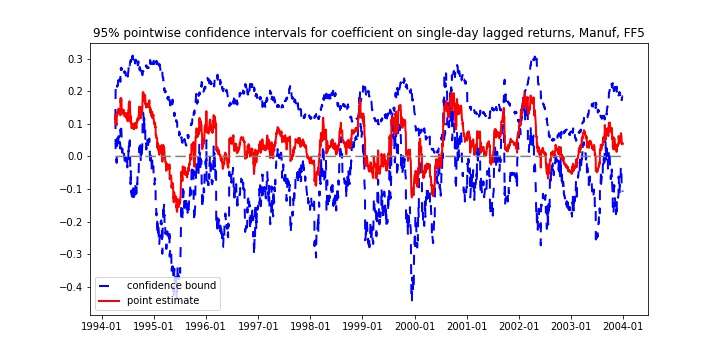 95% pointwise confidence intervals for coefficient on single-day lagged returns, Manuf, FF5
0.3
0.2
0.1
0.0
−0.1
−0.2
−0.3
−0.4
confidence bound
point estimate
1994-01 1995-01 1996-01 1997-01 1998-01 1999-01 2000-01 2001-01 2002-01 2003-01 2004-01